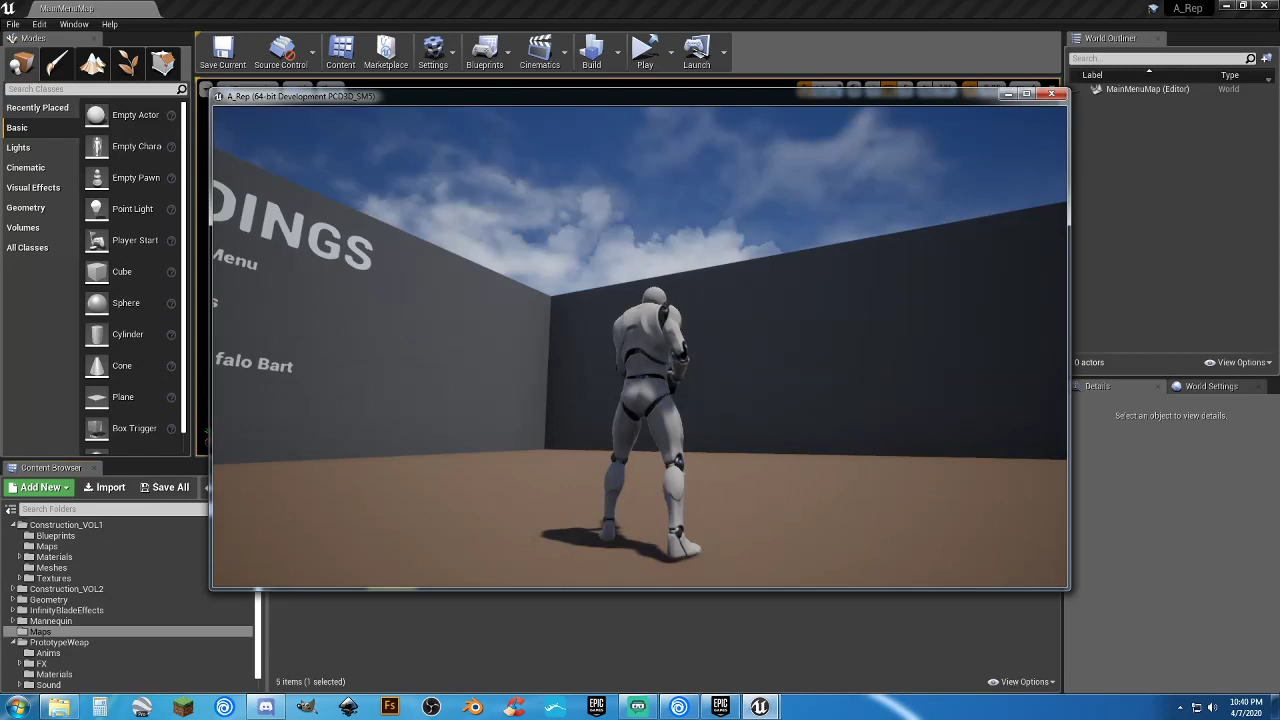 MainMenuMap
A_Rep
File Edit Window Help
Modes
Search Classes
Recently Placed
Basic
Lights
Cinematic
Visual Effects
Geometry
Volumes
All Classes
Empty Actor
Empty Chara
Empty Pawn
Point Light
Player Start
Cube
Sphere
Cylinder
Cone
Plane
Box Trigger
Save Current Source Control Content Marketplace Settings Blueprints Cinematics Build Play Launch
A_Rep (64-bit Development PCD3D_SM5)
DINGS
Menu
s
falo Bart
World Outliner
Search...
Label Type
MainMenuMap (Editor) World
0 actors View Options
Details World Settings
Select an object to view details.
Content Browser
Add New Import Save All
Search Folders
Construction_VOL1
Blueprints
Maps
Materials
Meshes
Textures
Construction_VOL2
Geometry
InfinityBladeEffects
Mannequin
Maps
PrototypeWeap
Anims
FX
Materials
Sound
5 items (1 selected) View Options
Pro
Fs
EPIC GAMES
EPIC GAMES
10:40 PM
4/7/2020